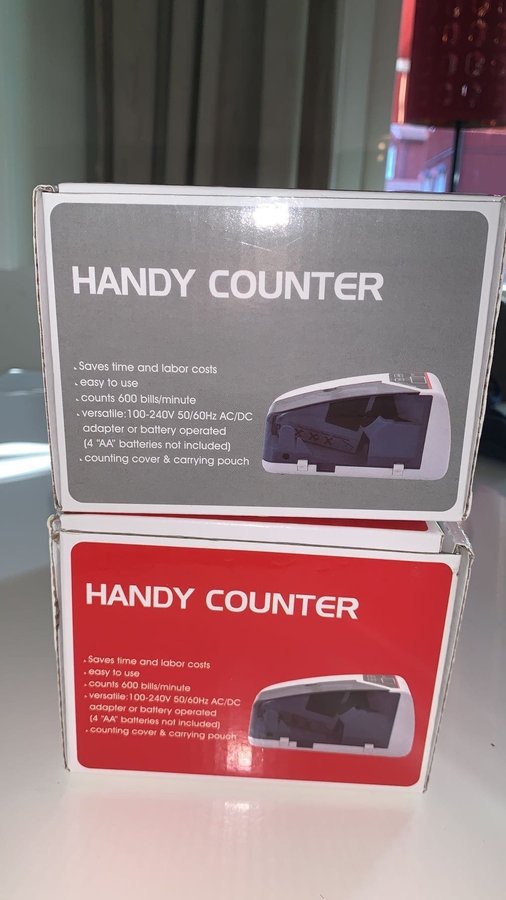 HANDY COUNTER
Saves time and labor costs
easy to use
counts 600 bills/minute
versatile:100-240V 50/60Hz AC/DC
adapter or battery operated
(4 "AA" batteries not included)
counting cover & carrying pouch
HANDY COUNTER
Saves time and labor costs
easy to use
counts 600 bills/minute
versatile:100-240V 50/60Hz AC/DC
adapter or battery operated
(4 "AA" batteries not included)
counting cover & carrying pouch